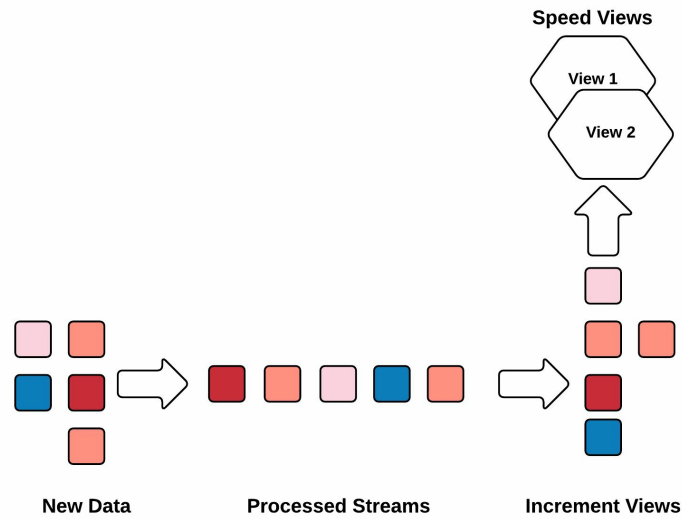 Speed Views
View 1
View 2
New Data
Processed Streams
Increment Views